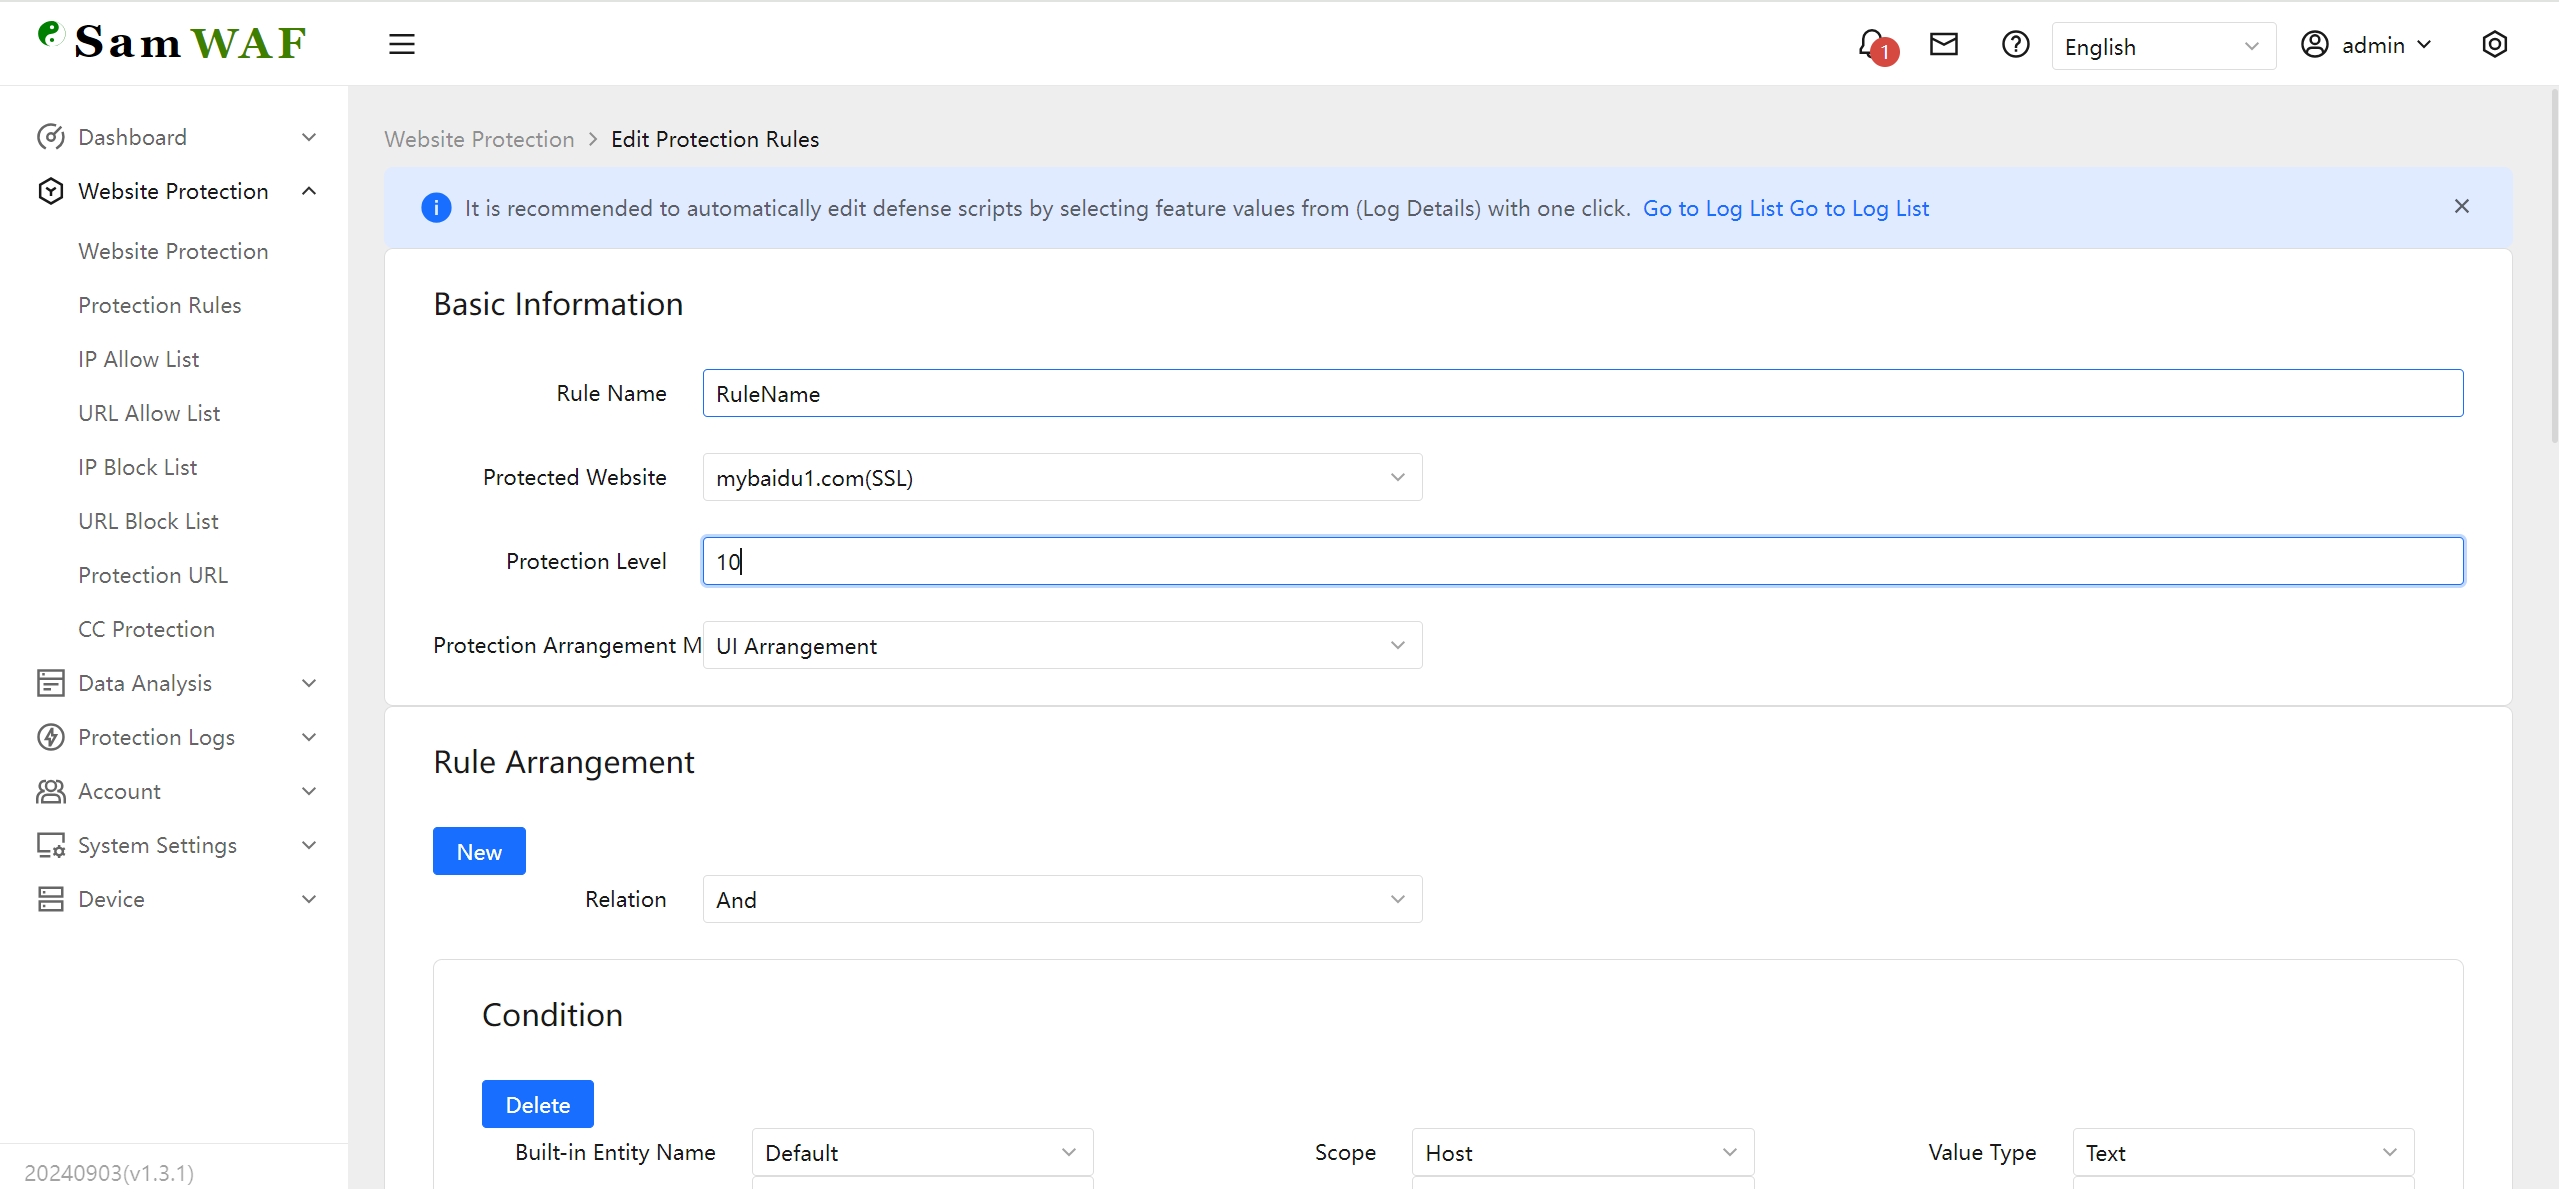 Sam WAF
1
English
admin
Dashboard
Website Protection
Website Protection
Protection Rules
IP Allow List
URL Allow List
IP Block List
URL Block List
Protection URL
CC Protection
Data Analysis
Protection Logs
Account
System Settings
Device
20240903(v1.3.1)
Website Protection > Edit Protection Rules
It is recommended to automatically edit defense scripts by selecting feature values from (Log Details) with one click. Go to Log List Go to Log List
Basic Information
Rule Name RuleName
Protected Website mybaidu1.com(SSL)
Protection Level 10
Protection Arrangement M UI Arrangement
Rule Arrangement
New
Relation And
Condition
Delete
Built-in Entity Name Default Scope Host Value Type Text